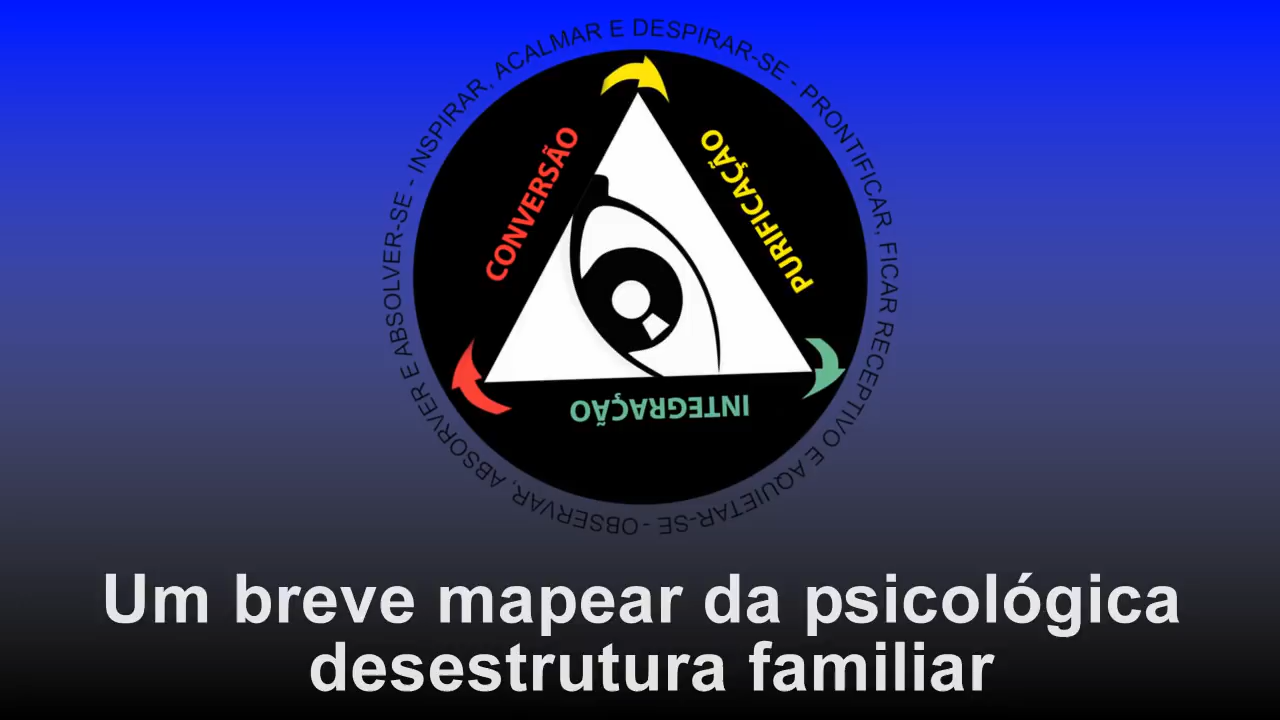 INSPIRAR, ACALMAR E DESPIRAR-SE - PRONTIFICAR, FICAR RECEPTIVO E AQUIETAR-SE - OBSERVAR, ABSORVER E ABSOLVER-SE -
CONVERSÃO
PURIFICAÇÃO
INTEGRAÇÃO
Um breve mapear da psicológica
desestrutura familiar